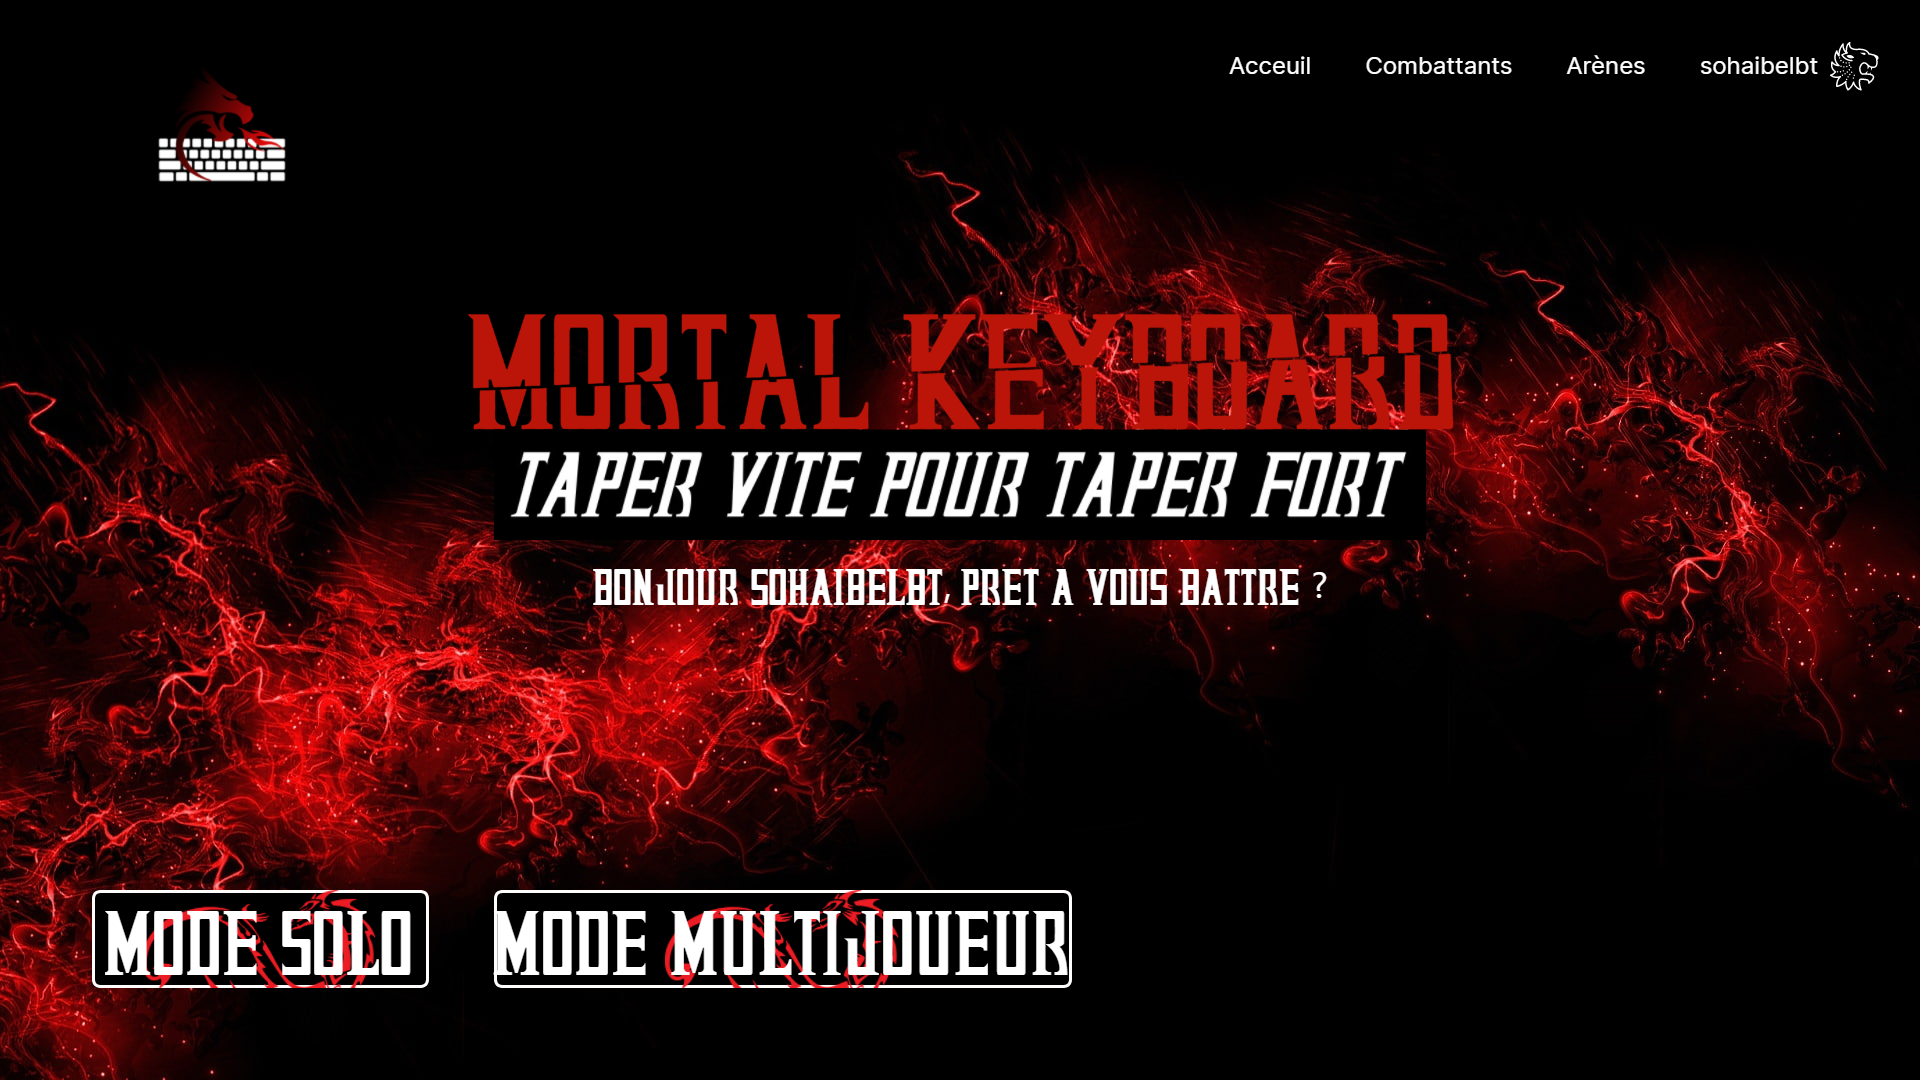 Acceuil
Combattants
Arènes
sohaibelbt
MORTAL KEYBOARD
TAPER VITE POUR TAPER FORT
BONJOUR SOHAIBELBT, PRET A VOUS BATTRE ?
MODE SOLO
MODE MULTIJOUEUR